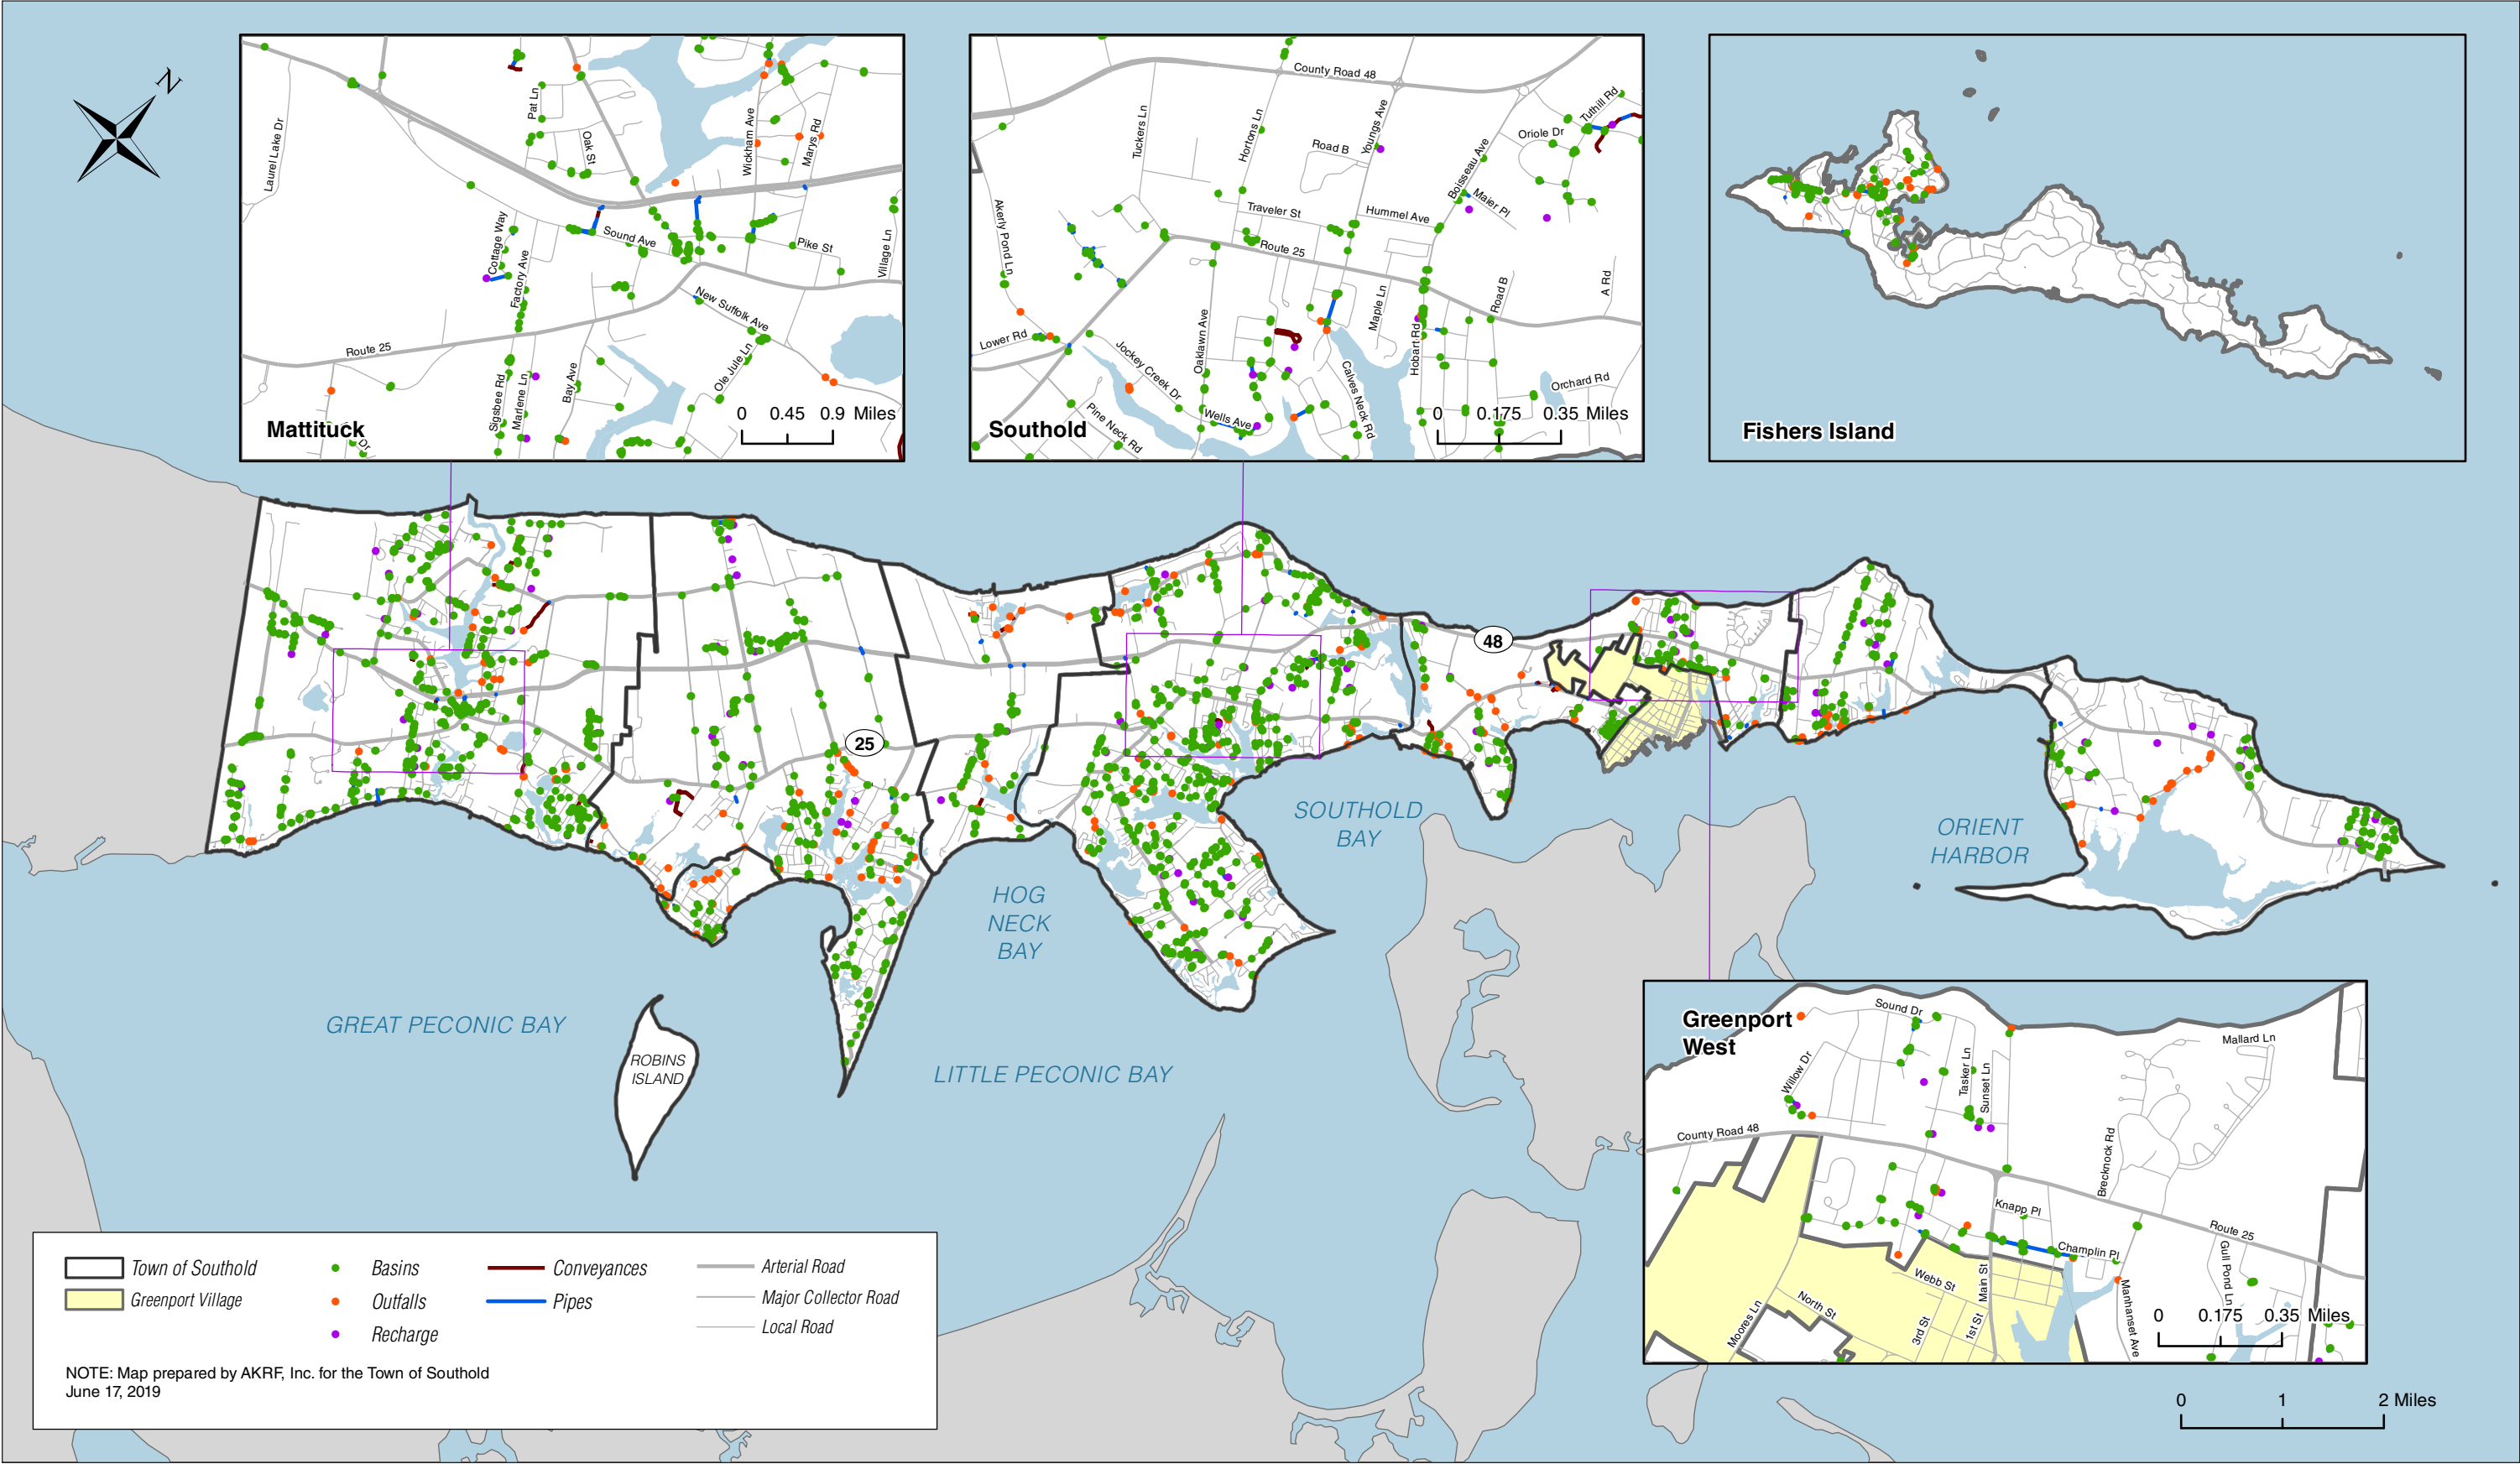 N
Laurel Lake Dr
Pat Ln
Oak St
Wickham Ave
Marys Rd
Cottage Way
Factory Ave
Sound Ave
Pike St
Village Ln
New Suffolk Ave
Route 25
Sigsbee Rd
Marlene Ln
Bay Ave
Ole Jule Ln
Dr
0 0.45 0.9 Miles
Mattituck
County Road 48
Tuckers Ln
Hortons Ln
Youngs Ave
Road B
Boisseau Ave
Oriole Dr
Tuthill Rd
Maier Pl
Akerly Pond Ln
Traveler St
Hummel Ave
Route 25
Lower Rd
Jockey Creek Dr
Oaklawn Ave
Maple Ln
Hobart Rd
Road B
A Rd
Calves Neck Rd
Orchard Rd
Pine Neck Rd
Wells Ave
0 0.175 0.35 Miles
Southold
Fishers Island
48
25
SOUTHOLD
BAY
ORIENT
HARBOR
HOG
NECK
BAY
GREAT PECONIC BAY
ROBINS
ISLAND
LITTLE PECONIC BAY
Greenport
West
Sound Dr
Willow Dr
Tasker Ln
Sunset Ln
Mallard Ln
County Road 48
Brecknock Rd
Knapp Pl
Champlin Pl
Route 25
Gull Pond Ln
Webb St
Main St
North St
Moores Ln
3rd St
1st St
Manhanset Ave
0 0.175 0.35 Miles
0 1 2 Miles
Town of Southold
Greenport Village
Basins
Outfalls
Recharge
Conveyances
Pipes
Arterial Road
Major Collector Road
Local Road
NOTE: Map prepared by AKRF, Inc. for the Town of Southold
June 17, 2019